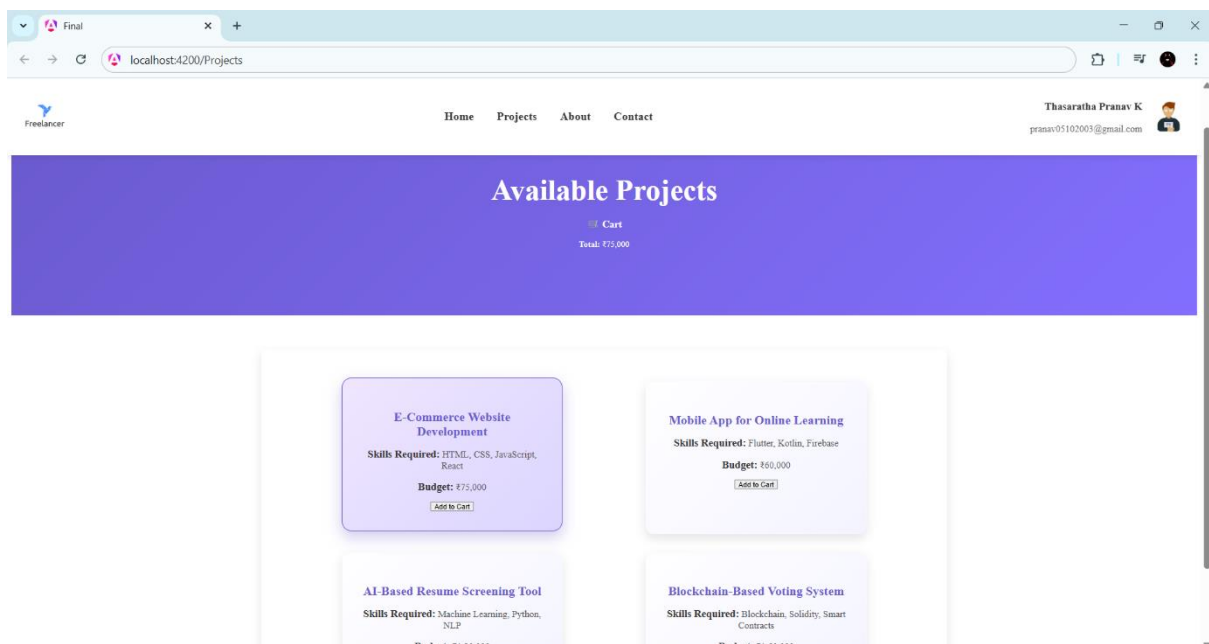 Final
localhost:4200/Projects
Freelancer
Home Projects About Contact
Thasaratha Pranav K
pranav05102003@gmail.com
Available Projects
Cart
Total: ₹75,000
E-Commerce Website
Development
Skills Required: HTML, CSS, JavaScript,
React
Budget: ₹75,000
Add to Cart
Mobile App for Online Learning
Skills Required: Flutter, Kotlin, Firebase
Budget: ₹60,000
Add to Cart
AI-Based Resume Screening Tool
Skills Required: Machine Learning, Python,
NLP
Blockchain-Based Voting System
Skills Required: Blockchain, Solidity, Smart
Contracts